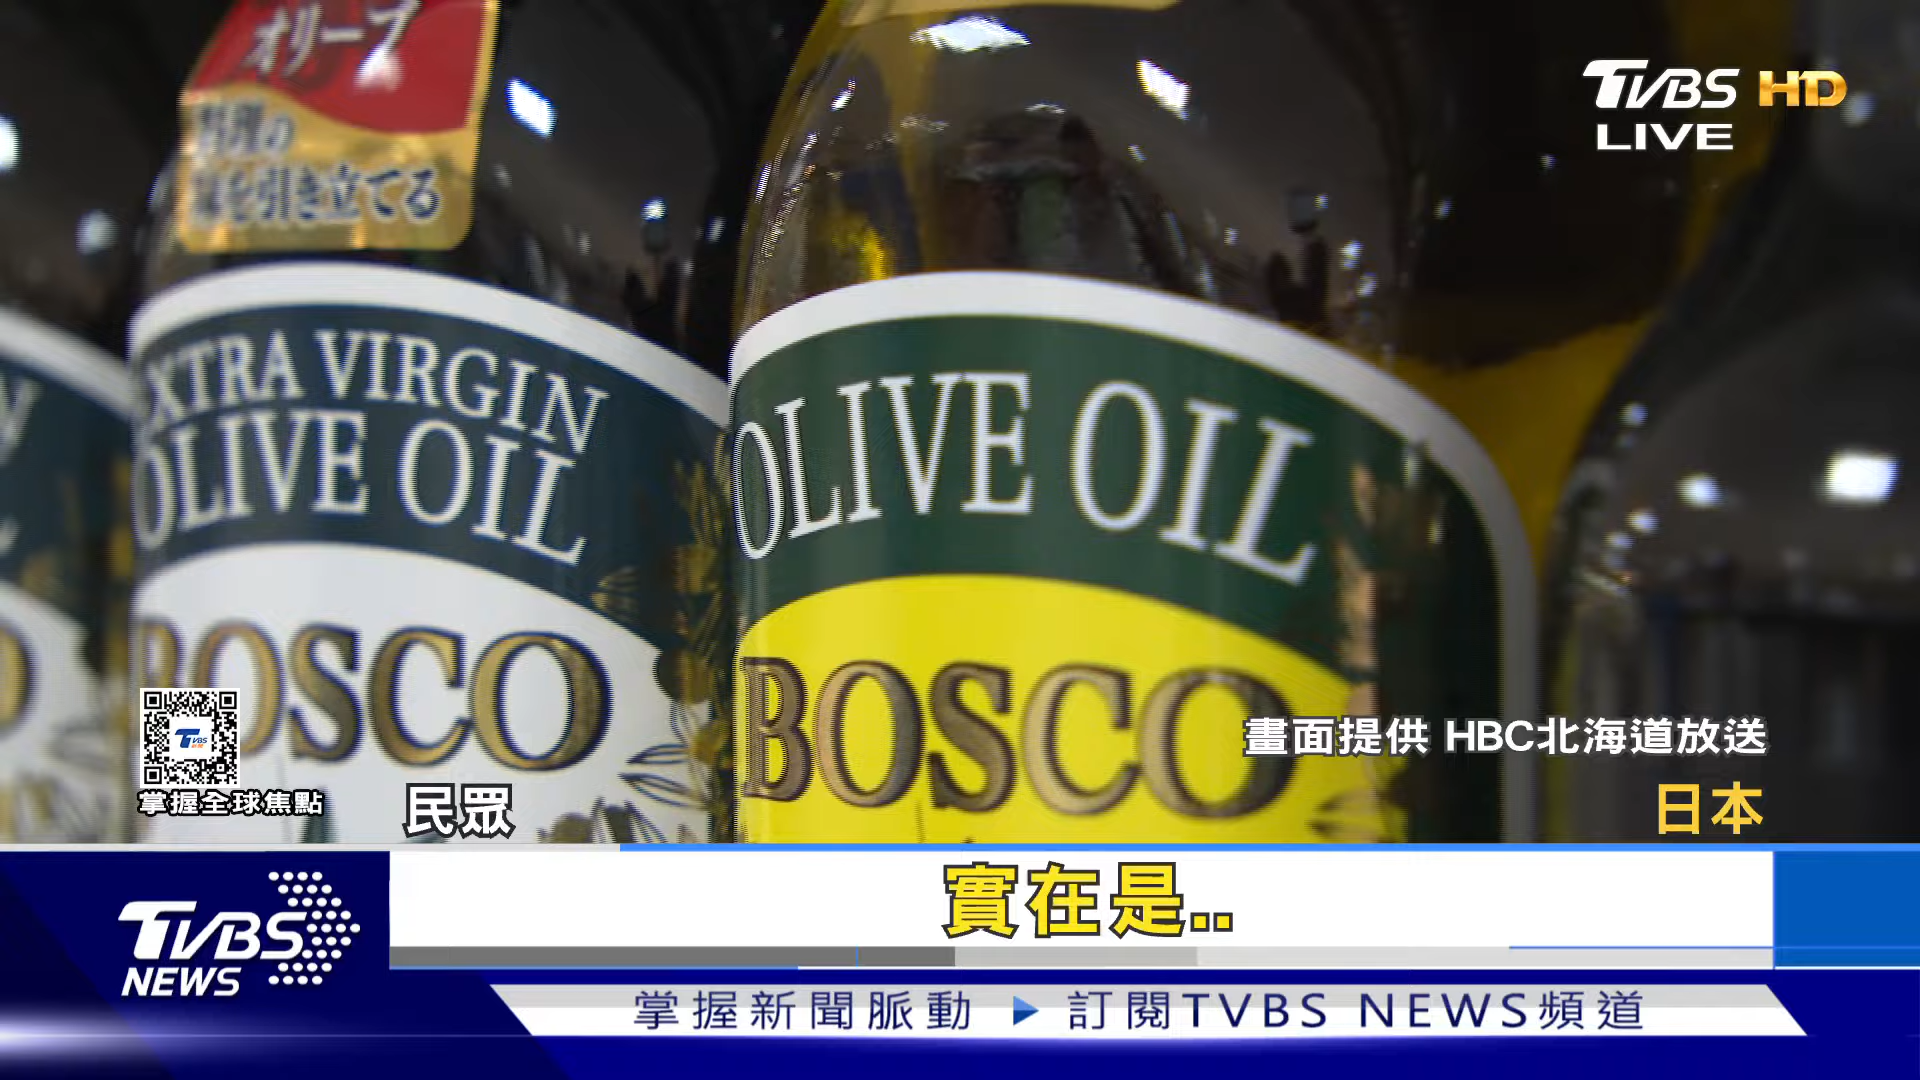 オリーブ
料理の
味を引き立てる
TVBS HD
LIVE
EXTRA VIRGIN
OLIVE OIL
BOSCO
OLIVE OIL
BOSCO
畫面提供 HBC北海道放送
日本
TVBS
掌握全球焦點
民眾
實在是..
TVBS
NEWS
掌握新聞脈動 ▶ 訂閱TVBS NEWS頻道